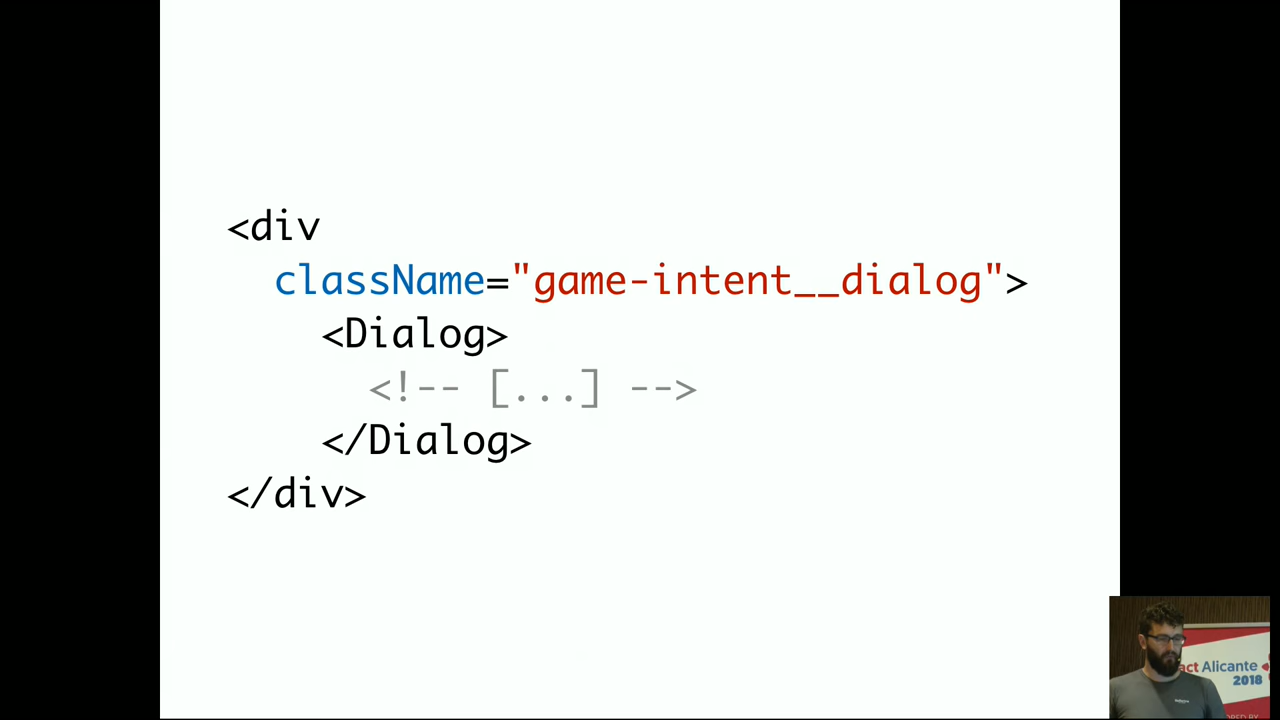 <div
className="game-intent__dialog">
<Dialog>
<!-- [...] -->
</Dialog>
</div>
act Alicante
2018